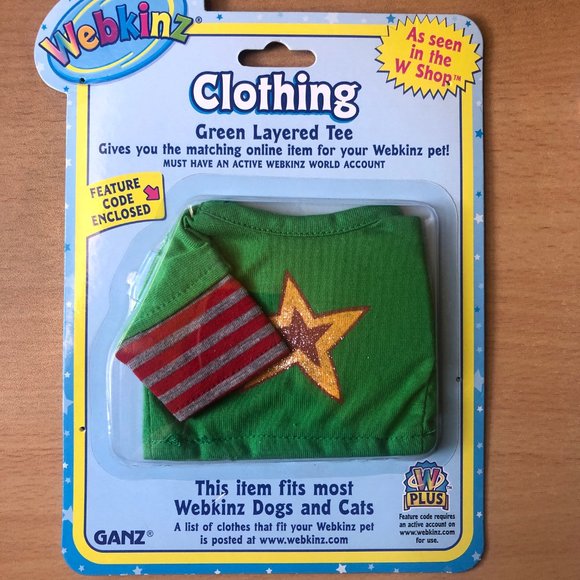 Webkinz™
As seen
in the
W Shop™
Clothing
Green Layered Tee
Gives you the matching online item for your Webkinz pet!
MUST HAVE AN ACTIVE WEBKINZ WORLD ACCOUNT
FEATURE
CODE
ENCLOSED
This item fits most
Webkinz Dogs and Cats
A list of clothes that fit your Webkinz pet
is posted at www.webkinz.com
GANZ®
W
PLUS™
Feature code requires
an active account on
www.webkinz.com
for use.